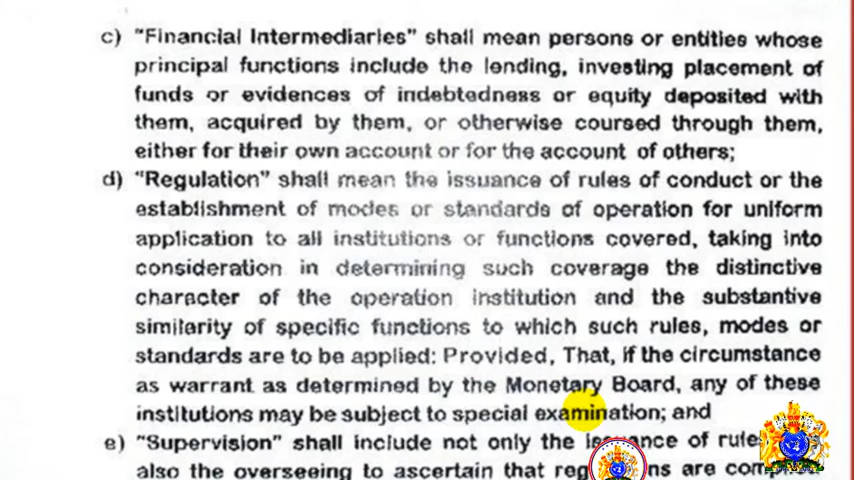 c) "Financial Intermediaries" shall mean persons or entities whose
principal functions include the lending, investing placement of
funds or evidences of indebtedness or equity deposited with
them, acquired by them, or otherwise coursed through them,
either for their own account or for the account of others;
d) "Regulation" shall mean the issuance of rules of conduct or the
establishment of modes or standards of operation for uniform
application to all institutions or functions covered, taking into
consideration in determining such coverage the distinctive
character of the operation institution and the substantive
similarity of specific functions to which such rules, modes or
standards are to be applied: Provided, That, if the circumstance
as warrant as determined by the Monetary Board, any of these
institutions may be subject to special examination; and
e) "Supervision" shall include not only the issuance of rules
also the overseeing to ascertain that are